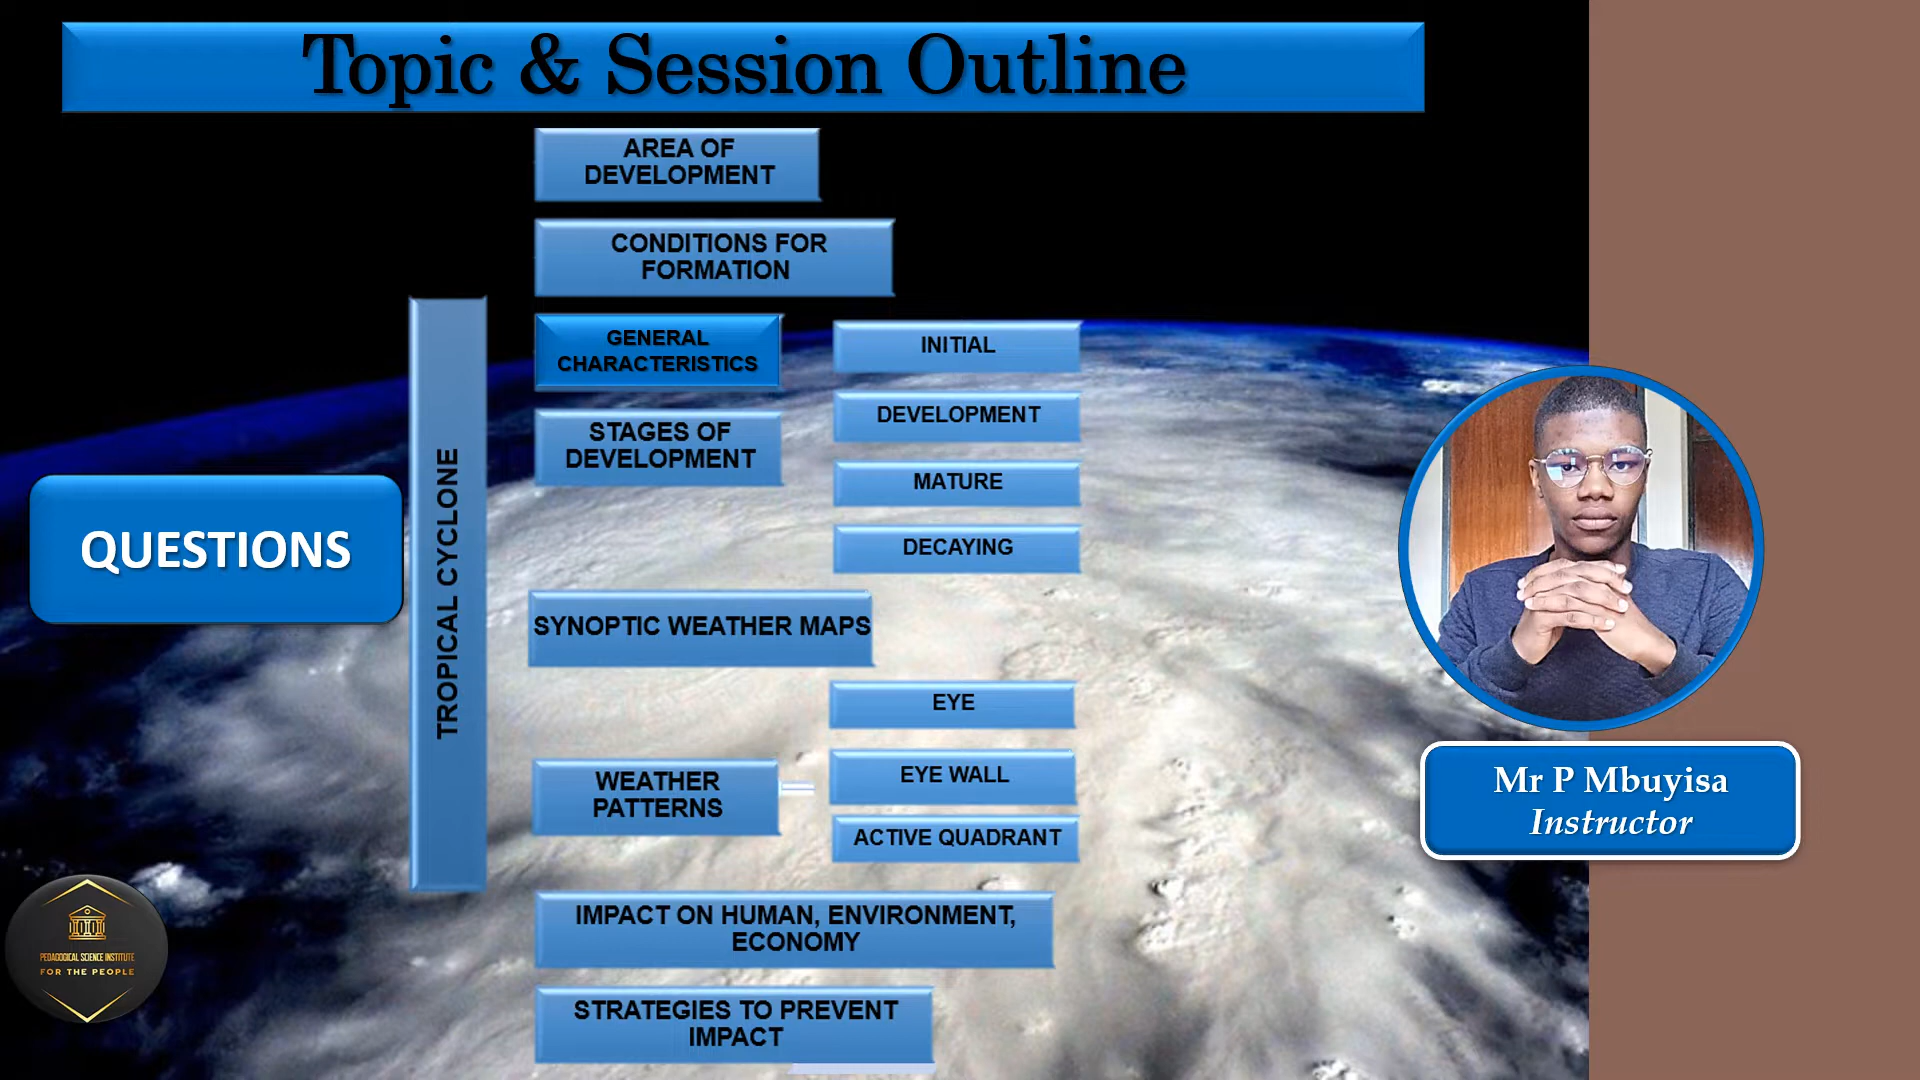 Topic & Session Outline
AREA OF
DEVELOPMENT
CONDITIONS FOR
FORMATION
GENERAL
CHARACTERISTICS
INITIAL
DEVELOPMENT
STAGES OF
DEVELOPMENT
MATURE
DECAYING
QUESTIONS
TROPICAL CYCLONE
SYNOPTIC WEATHER MAPS
EYE
WEATHER
PATTERNS
EYE WALL
ACTIVE QUADRANT
Mr P Mbuyisa
Instructor
IMPACT ON HUMAN, ENVIRONMENT,
ECONOMY
STRATEGIES TO PREVENT
IMPACT
PEDAGOGICAL SCIENCE INSTITUTE
FOR THE PEOPLE